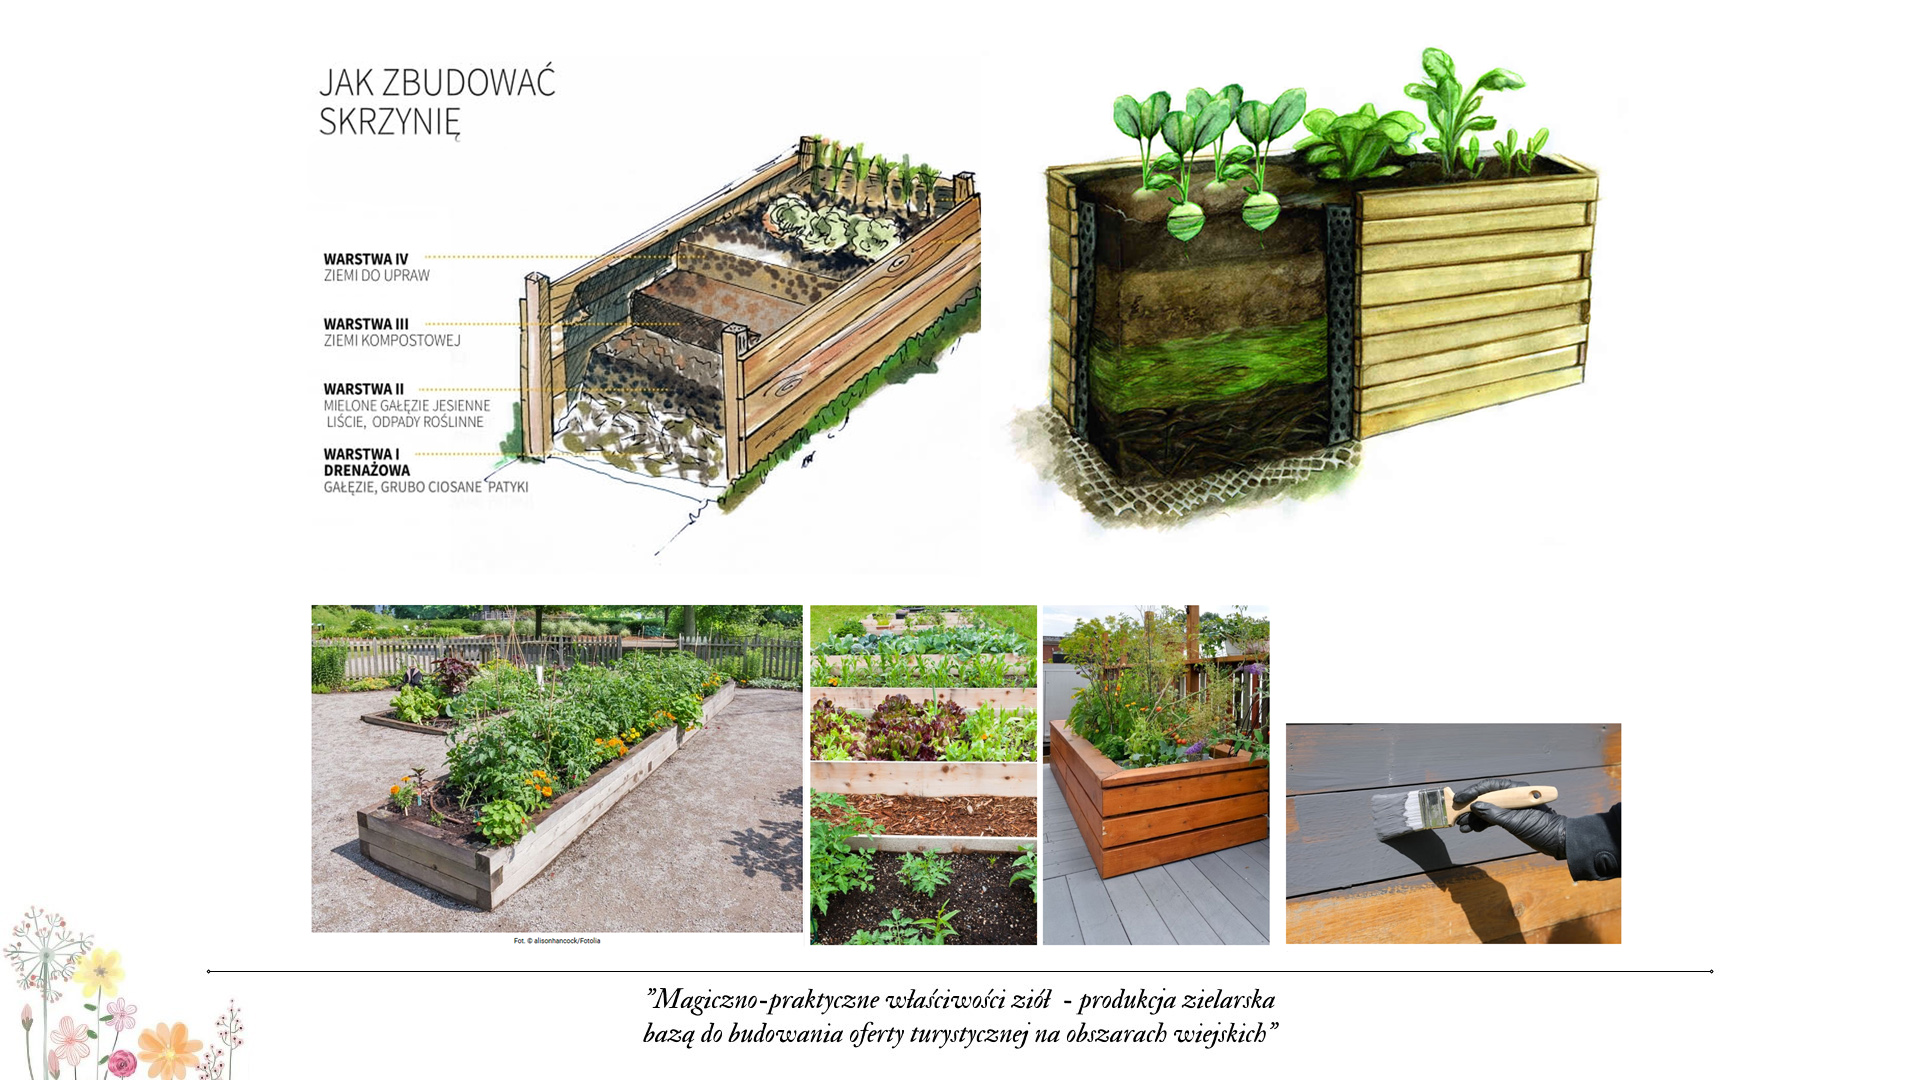 JAK ZBUDOWAĆ
SKRZYNIĘ
WARSTWA IV
ZIEMI DO UPRAW
WARSTWA III
ZIEMI KOMPOSTOWEJ
WARSTWA II
MIELONE GAŁĘZIE JESIENNE
LIŚCIE, ODPADY ROŚLINNE
WARSTWA I
DRENAŻOWA
GAŁĘZIE, GRUBO CIOSANE PATYKI
Fot. © alisonhancock/Fotolia
”Magiczno-praktyczne właściwości ziół - produkcja zielarska
bazą do budowania oferty turystycznej na obszarach wiejskich”